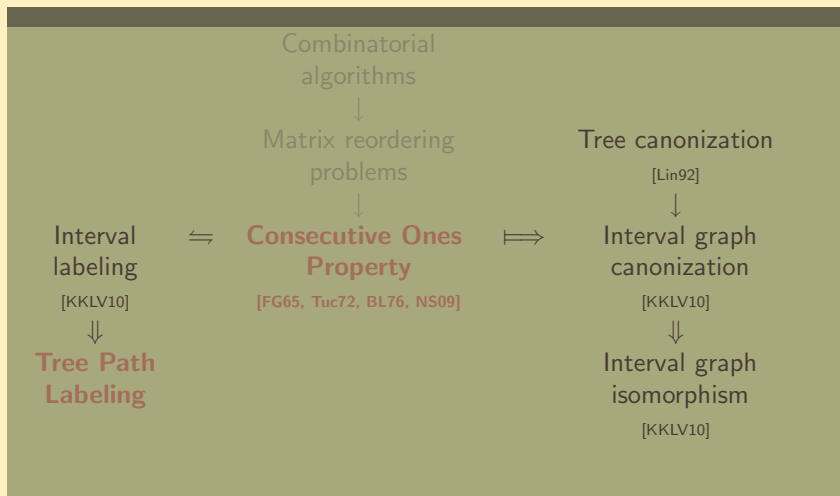 Combinatorial
algorithms
↓
Matrix reordering
problems
↓
Interval
labeling
[KKLV10]
⇓
Tree Path
Labeling
⇋
Consecutive Ones
Property
[FG65, Tuc72, BL76, NS09]
⟾
Tree canonization
[Lin92]
↓
Interval graph
canonization
[KKLV10]
⇓
Interval graph
isomorphism
[KKLV10]